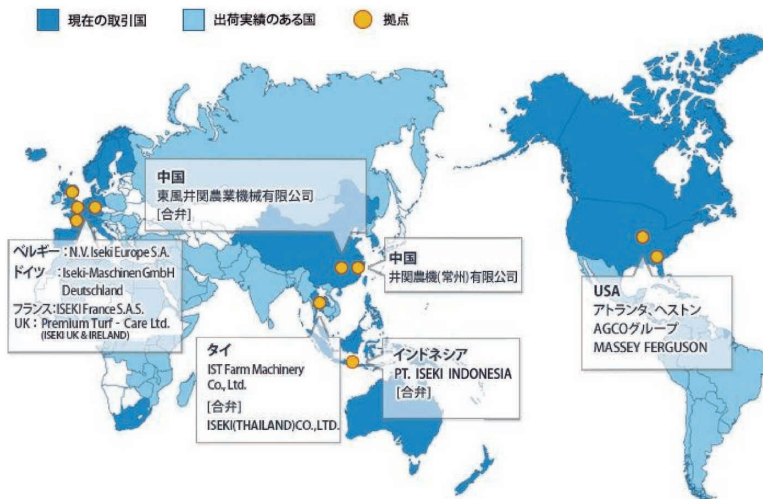 現在の取引国
出荷実績のある国
拠点
中国
東風井関農業機械有限公司
[合弁]
ベルギー：N.V. Iseki Europe S.A.
ドイツ：Iseki-Maschinen GmbH
Deutschland
フランス：ISEKI France S.A.S.
UK：Premium Turf - Care Ltd.
(ISEKI UK & IRELAND)
中国
井関農機(常州)有限公司
USA
アトランタ、ヘストン
AGCOグループ
MASSEY FERGUSON
タイ
IST Farm Machinery
Co., Ltd.
[合弁]
ISEKI(THAILAND)CO.,LTD.
インドネシア
PT. ISEKI INDONESIA
[合弁]